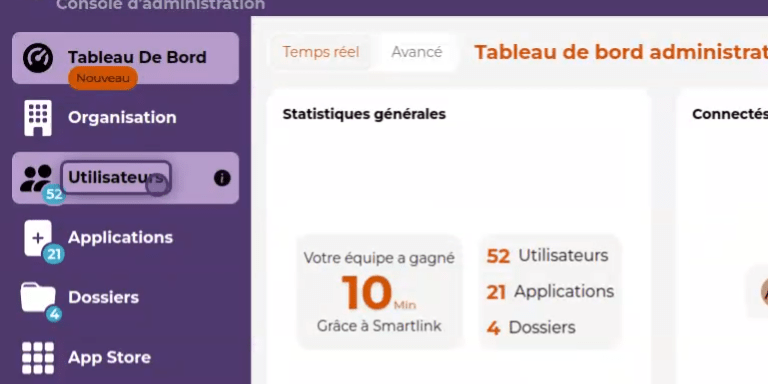 Console d'administration
Tableau De Bord
Nouveau
Organisation
Utilisateurs
52
Applications
21
Dossiers
4
App Store
Temps réel
Avancé
Tableau de bord
Statistiques générales
Votre équipe a gagné
10 Min
Grâce à Smartlink
52 Utilisateurs
21 Applications
4 Dossiers
Connectés